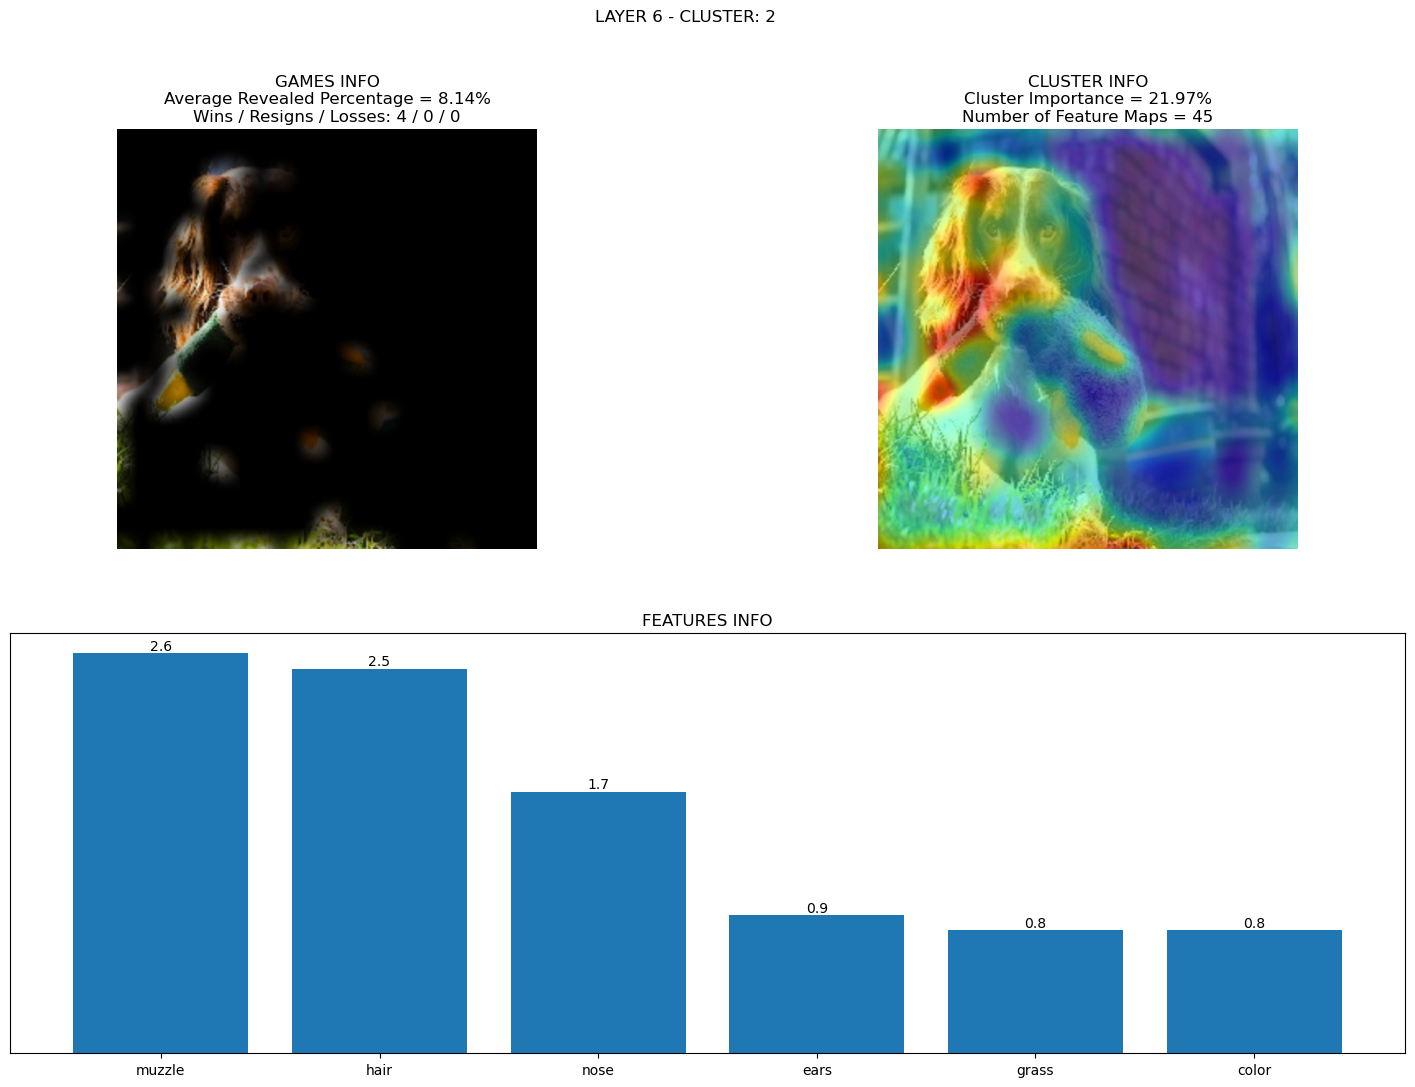 LAYER 6 - CLUSTER: 2
GAMES INFO
Average Revealed Percentage = 8.14%
Wins / Resigns / Losses: 4 / 0 / 0
CLUSTER INFO
Cluster Importance = 21.97%
Number of Feature Maps = 45
FEATURES INFO
2.6
2.5
1.7
0.9
0.8
0.8
muzzle
hair
nose
ears
grass
color